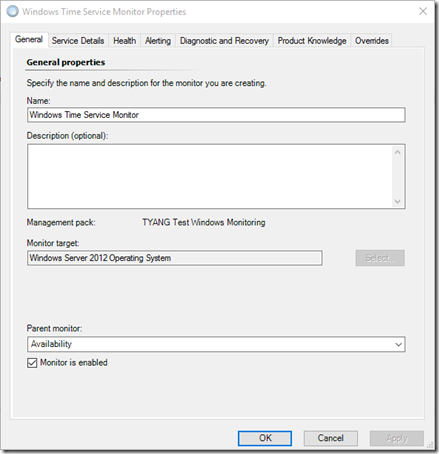 Windows Time Service Monitor Properties
General Service Details Health Alerting Diagnostic and Recovery Product Knowledge Overrides
General properties
Specify the name and description for the monitor you are creating.
Name:
Windows Time Service Monitor
Description (optional):
Management pack: TYANG Test Windows Monitoring
Monitor target:
Windows Server 2012 Operating System Select...
Parent monitor:
Availability
Monitor is enabled
OK Cancel Apply